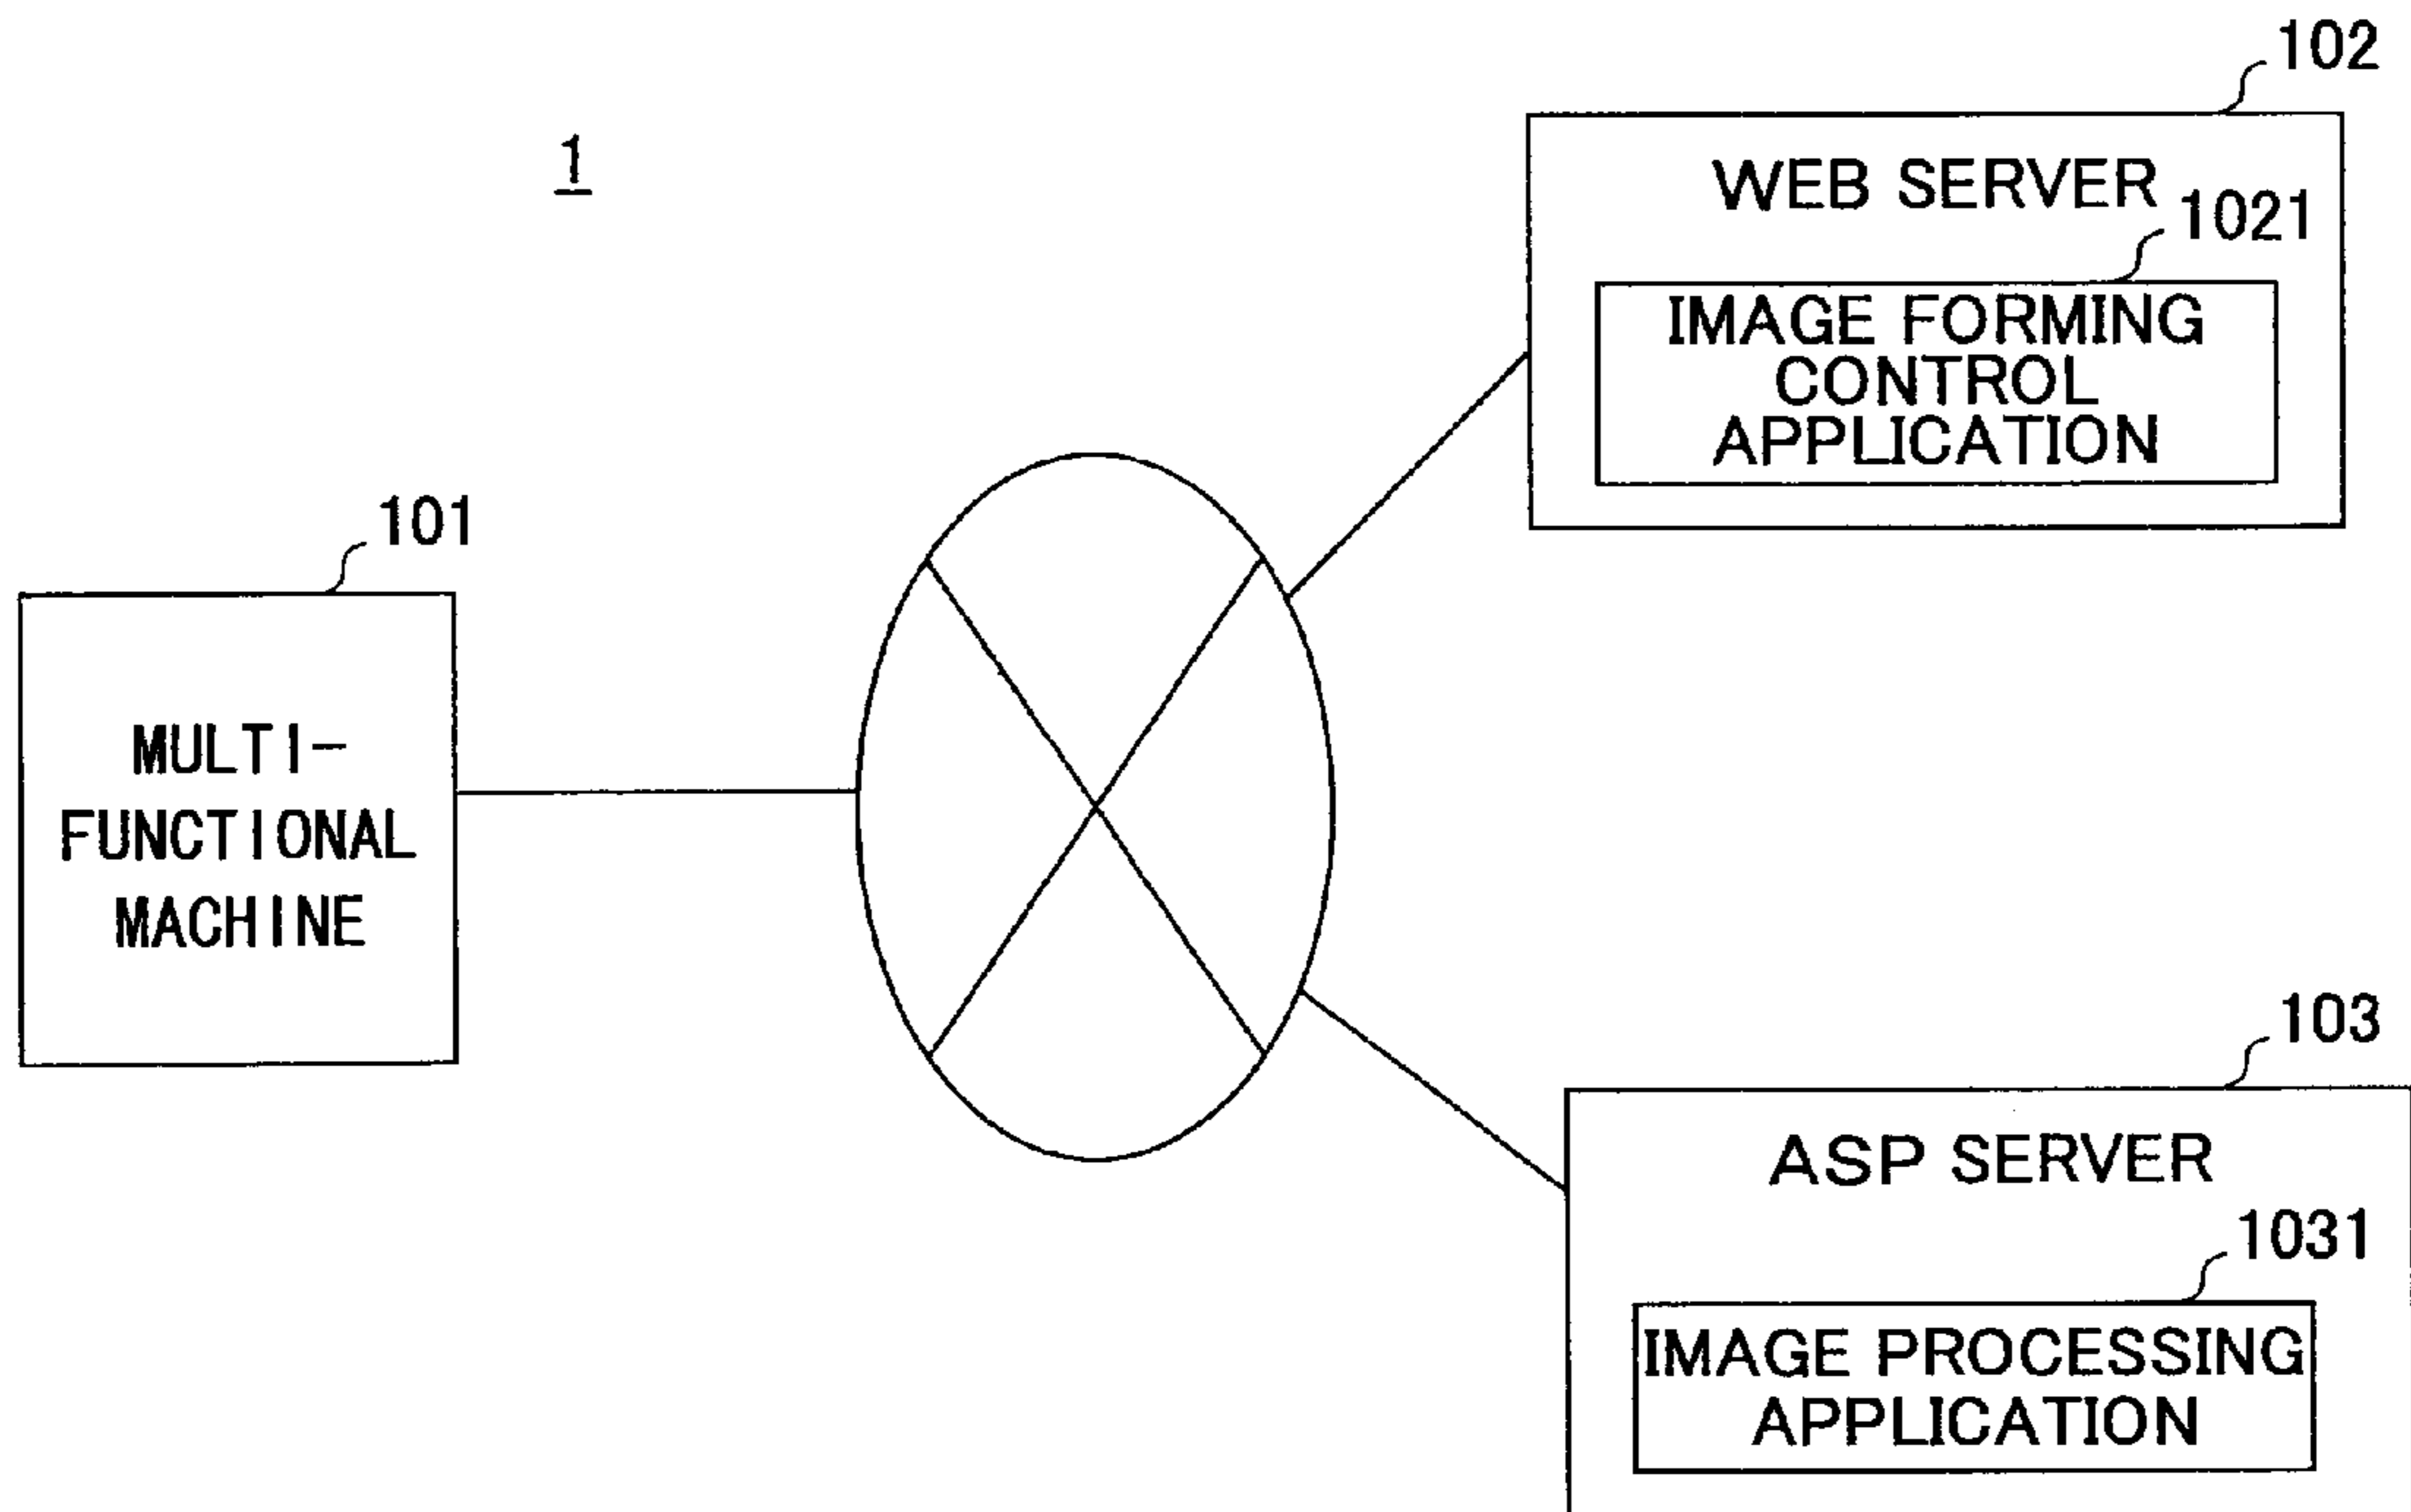 1
102
WEB SERVER
1021
IMAGE FORMING
CONTROL
APPLICATION
101
MULTI-
FUNCTIONAL
MACHINE
103
ASP SERVER
1031
IMAGE PROCESSING
APPLICATION